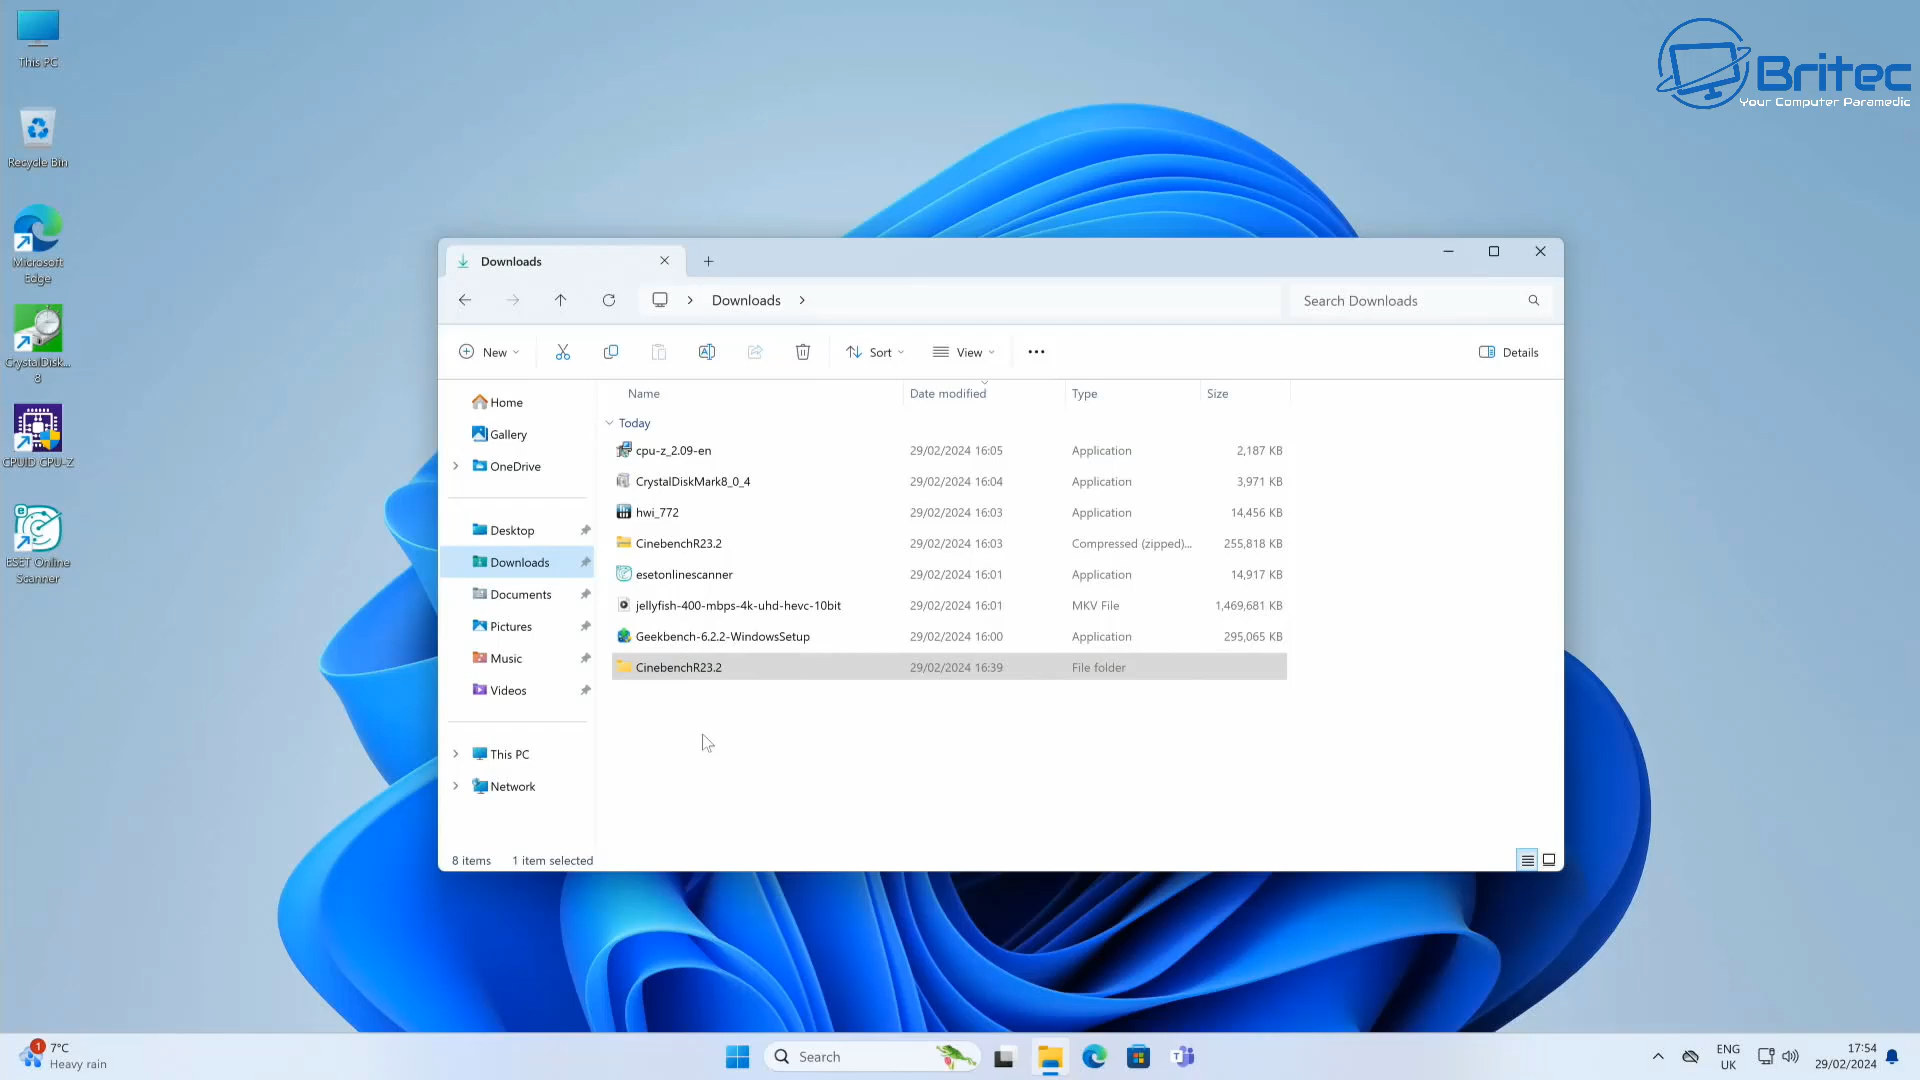 This PC
Recycle Bin
Microsoft
Edge
CrystalDisk...
8
CPUID CPU-Z
ESET Online
Scanner
Britec
Your Computer Paramedic
Downloads
Downloads
Search Downloads
New
Sort
View
Details
Home
Gallery
OneDrive
Desktop
Downloads
Documents
Pictures
Music
Videos
This PC
Network
Name Date modified Type Size
Today
cpu-z_2.09-en 29/02/2024 16:05 Application 2,187 KB
CrystalDiskMark8_0_4 29/02/2024 16:04 Application 3,971 KB
hwi_772 29/02/2024 16:03 Application 14,456 KB
CinebenchR23.2 29/02/2024 16:03 Compressed (zipped)... 255,818 KB
esetonlinescanner 29/02/2024 16:01 Application 14,917 KB
jellyfish-400-mbps-4k-uhd-hevc-10bit 29/02/2024 16:01 MKV File 1,469,681 KB
Geekbench-6.2.2-WindowsSetup 29/02/2024 16:00 Application 295,065 KB
CinebenchR23.2 29/02/2024 16:39 File folder
8 items 1 item selected
1
7°C
Heavy rain
Search
ENG
UK
17:54
29/02/2024